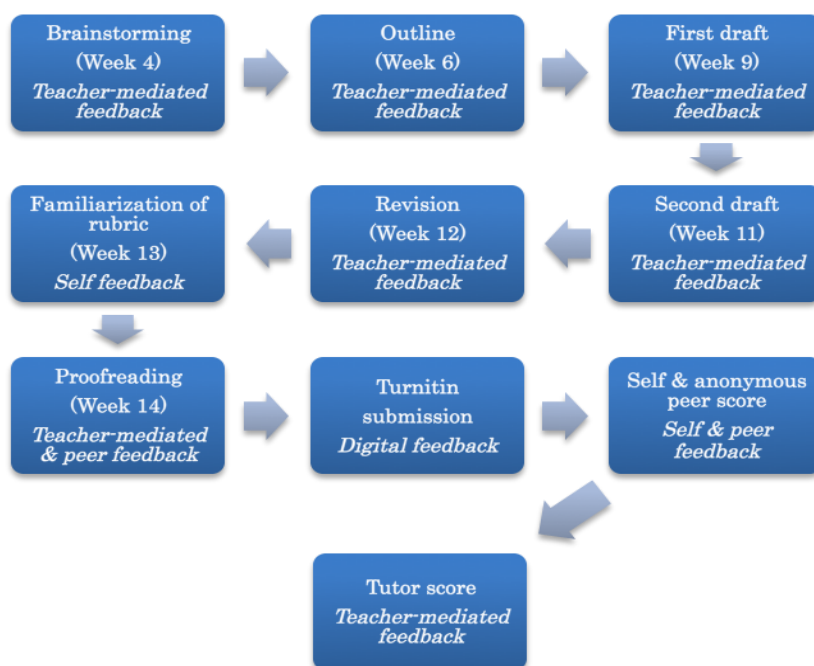 Brainstorming
(Week 4)
Teacher-mediated
feedback
Outline
(Week 6)
Teacher-mediated
feedback
First draft
(Week 9)
Teacher-mediated
feedback
Second draft
(Week 11)
Teacher-mediated
feedback
Revision
(Week 12)
Teacher-mediated
feedback
Familiarization of
rubric
(Week 13)
Self feedback
Proofreading
(Week 14)
Teacher-mediated
& peer feedback
Turnitin
submission
Digital feedback
Self & anonymous
peer score
Self & peer
feedback
Tutor score
Teacher-mediated
feedback